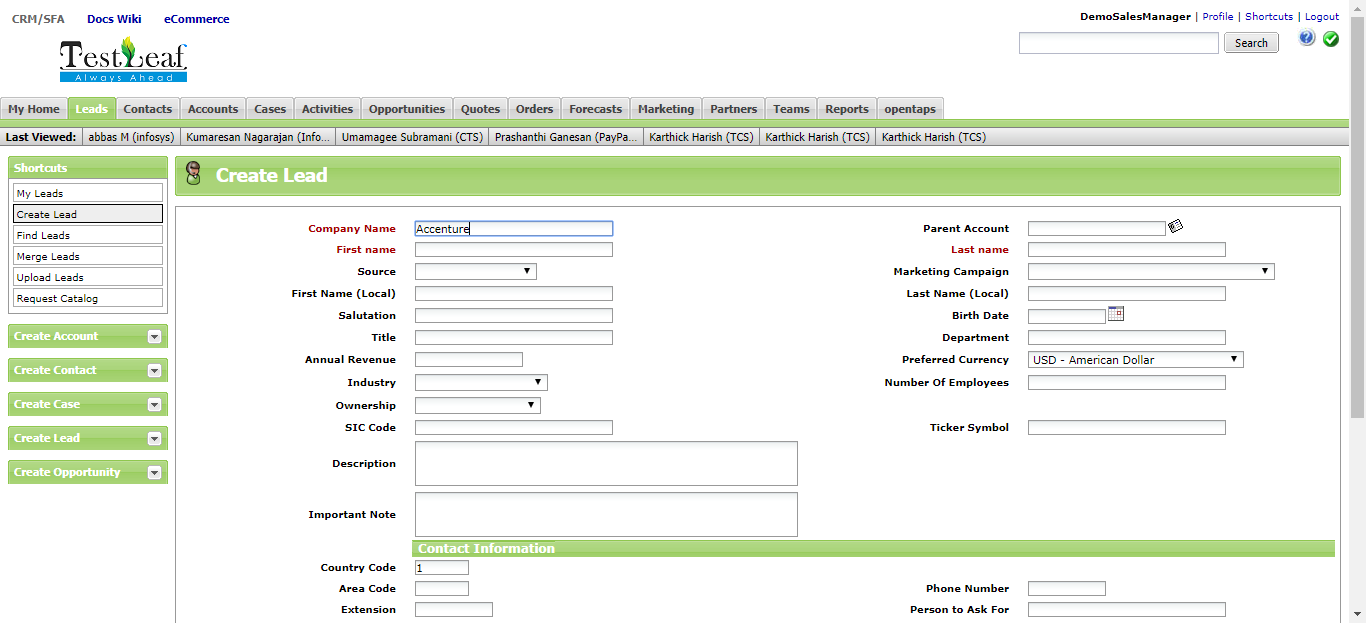 CRM/SFA Docs Wiki eCommerce
DemoSalesManager | Profile | Shortcuts | Logout
TestLeaf
Always Ahead
Search
?
My Home Leads Contacts Accounts Cases Activities Opportunities Quotes Orders Forecasts Marketing Partners Teams Reports opentaps
Last Viewed: abbas M (infosys) Kumaresan Nagarajan (Info... Umamagee Subramani (CTS) Prashanthi Ganesan (PayPa... Karthick Harish (TCS) Karthick Harish (TCS) Karthick Harish (TCS)
Shortcuts
My Leads
Create Lead
Find Leads
Merge Leads
Upload Leads
Request Catalog
Create Account
Create Contact
Create Case
Create Lead
Create Opportunity
Create Lead
Company Name Accenture Parent Account
First name Last name
Source Marketing Campaign
First Name (Local) Last Name (Local)
Salutation Birth Date
Title Department
Annual Revenue Preferred Currency USD - American Dollar
Industry Number Of Employees
Ownership
SIC Code Ticker Symbol
Description
Important Note
Contact Information
Country Code 1
Area Code Phone Number
Extension Person to Ask For